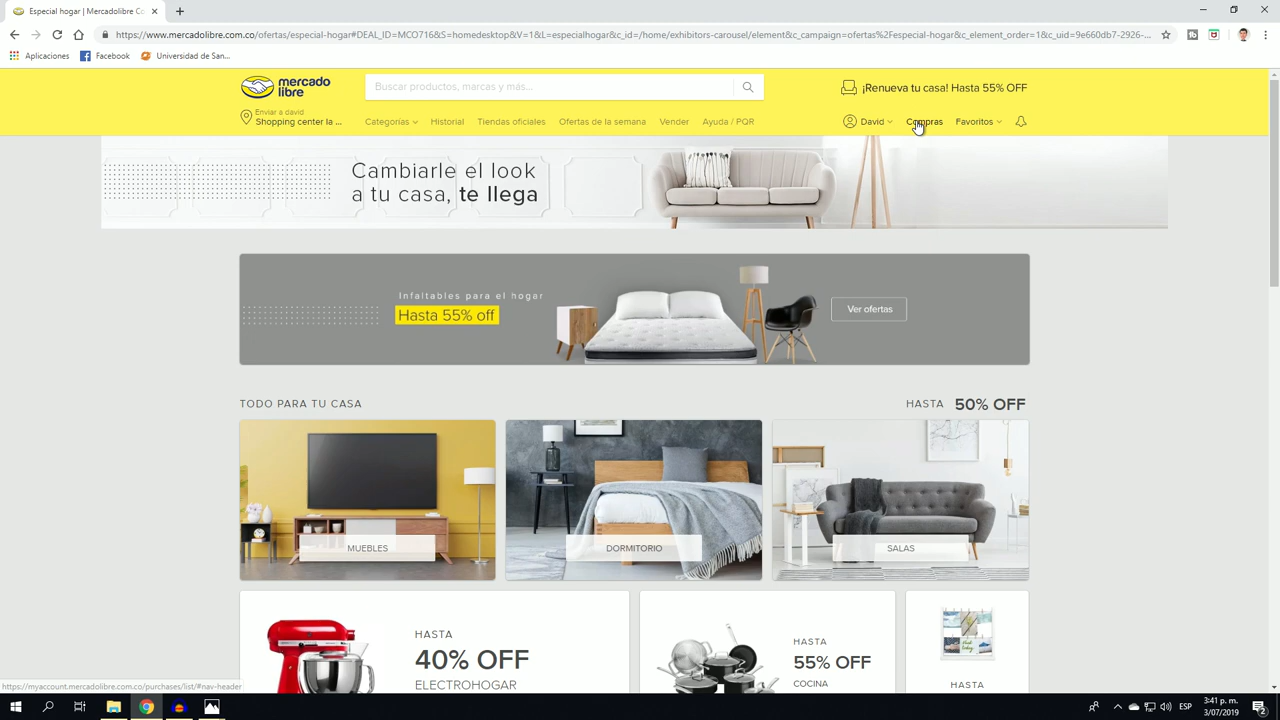 Especial hogar | Mercadolibre Co
https://www.mercadolibre.com.co/ofertas/especial-hogar#DEAL_ID=MCO716&S=homedesktop&V=1&L=especialhogar&c_id=/home/exhibitors-carousel/element&c_campaign=ofertas%2Fespecial-hogar&c_element_order=1&c_uid=9e660db7-2926-...
Aplicaciones Facebook Universidad de San...
mercado
libre
Buscar productos, marcas y más...
¡Renueva tu casa! Hasta 55% OFF
Enviar a david
Shopping center la ...
Categorías Historial Tiendas oficiales Ofertas de la semana Vender Ayuda / PQR David Compras Favoritos
Cambiarle el look
a tu casa, te llega
Infaltables para el hogar
Hasta 55% off
Ver ofertas
TODO PARA TU CASA
HASTA 50% OFF
MUEBLES
DORMITORIO
SALAS
HASTA
40% OFF
ELECTROHOGAR
HASTA
55% OFF
COCINA
HASTA
https://myaccount.mercadolibre.com.co/purchases/list/#nav-header
ESP
3:41 p. m.
3/07/2019
2